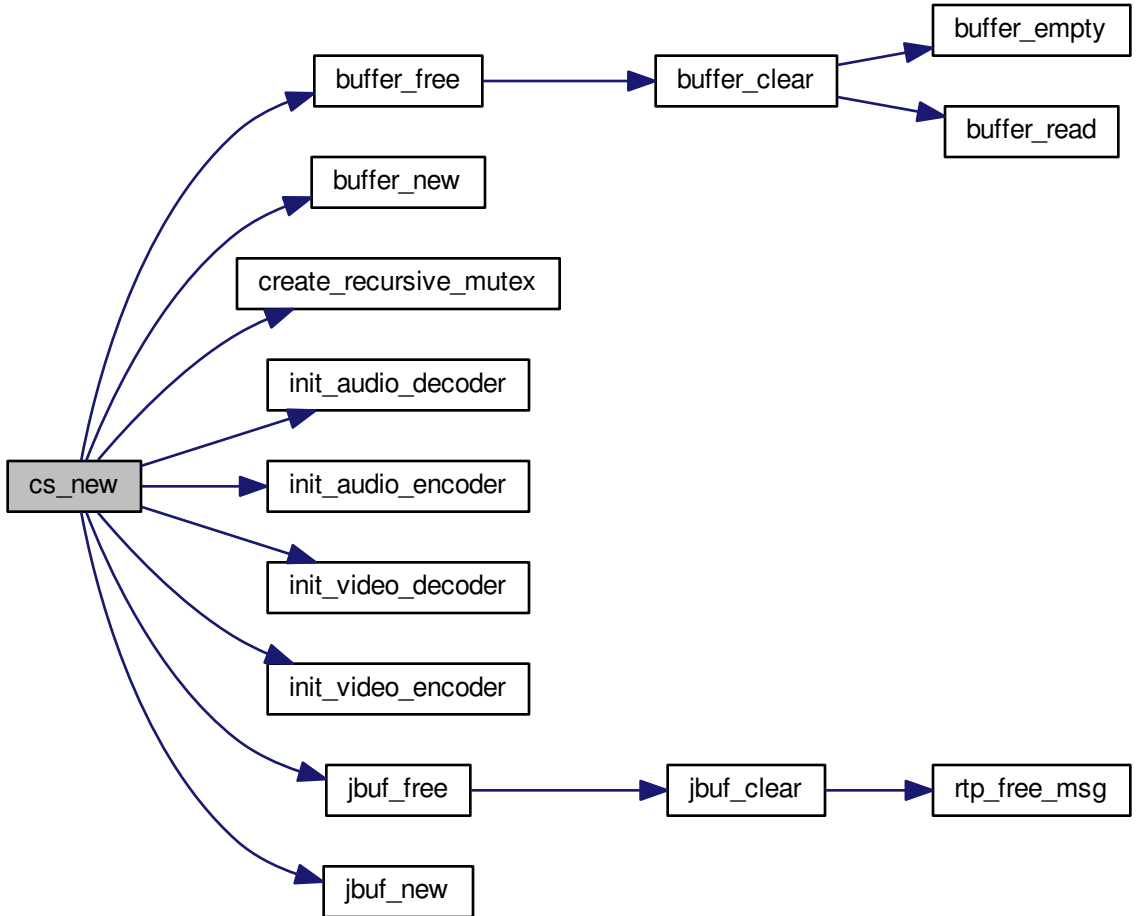 buffer_empty
buffer_free
buffer_clear
buffer_read
buffer_new
create_recursive_mutex
init_audio_decoder
cs_new
init_audio_encoder
init_video_decoder
init_video_encoder
jbuf_free
jbuf_clear
rtp_free_msg
jbuf_new